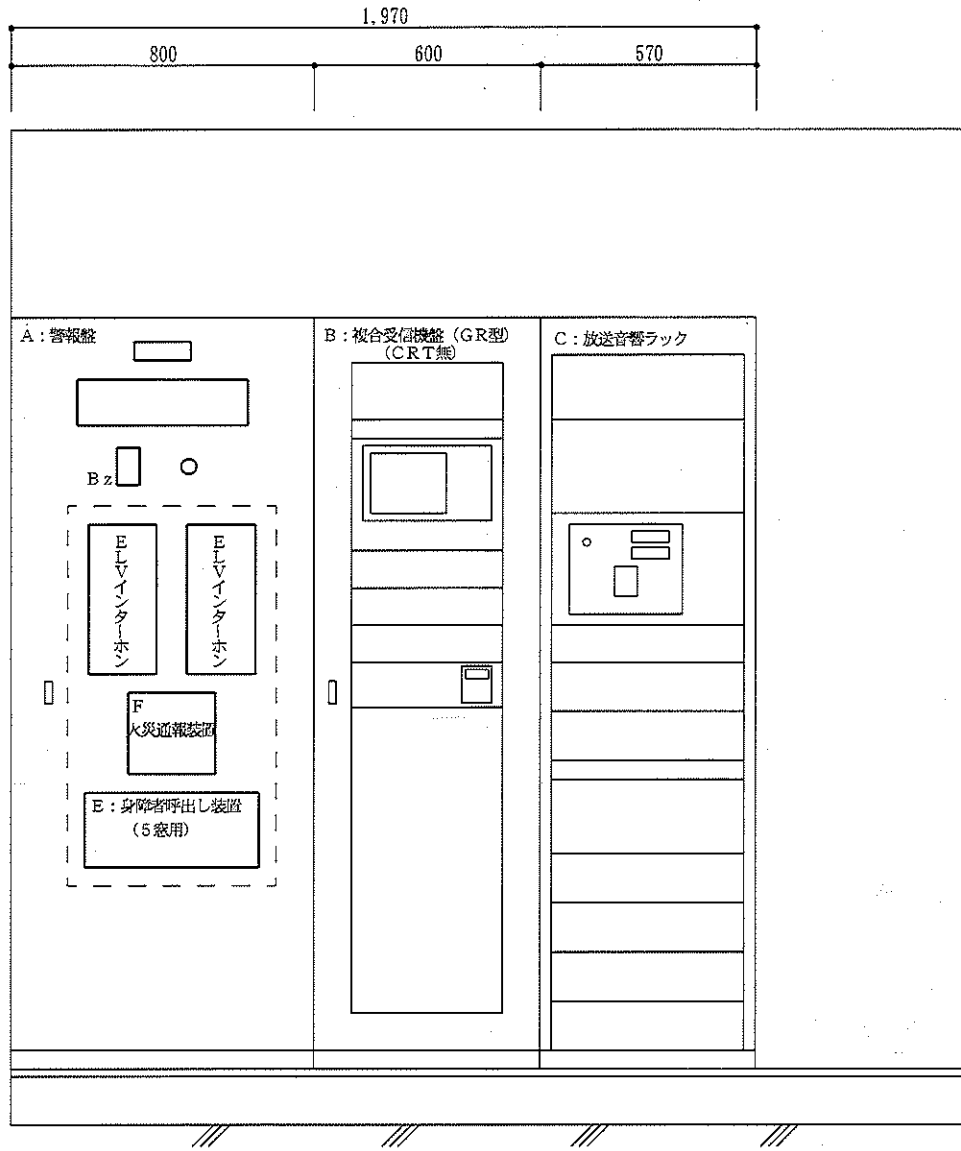 1,970
800
600
570
A：警報盤
B：複合受信機盤（GR型）
（CRT無）
C：放送音響ラック
Bz
ELVインターホン
ELVインターホン
F
火災通報装置
E：身障者呼出し装置
（5窓用）